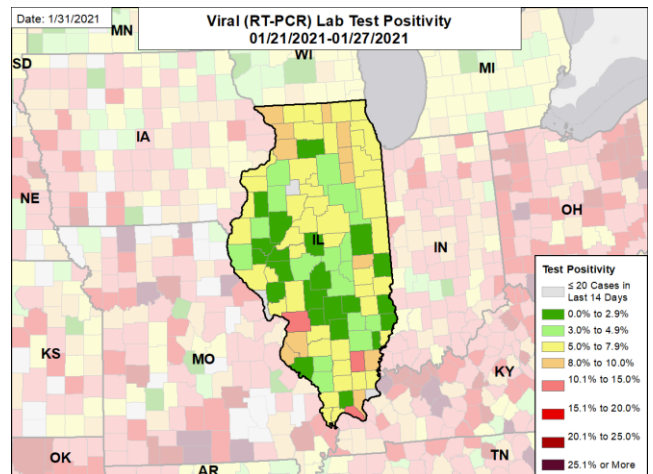 Date: 1/31/2021
Viral (RT-PCR) Lab Test Positivity
01/21/2021-01/27/2021
MN
SD
WI
MI
IA
NE
OH
IL
IN
KS
MO
KY
OK
AR
TN
Test Positivity
≤ 20 Cases in
Last 14 Days
0.0% to 2.9%
3.0% to 4.9%
5.0% to 7.9%
8.0% to 10.0%
10.1% to 15.0%
15.1% to 20.0%
20.1% to 25.0%
25.1% or More